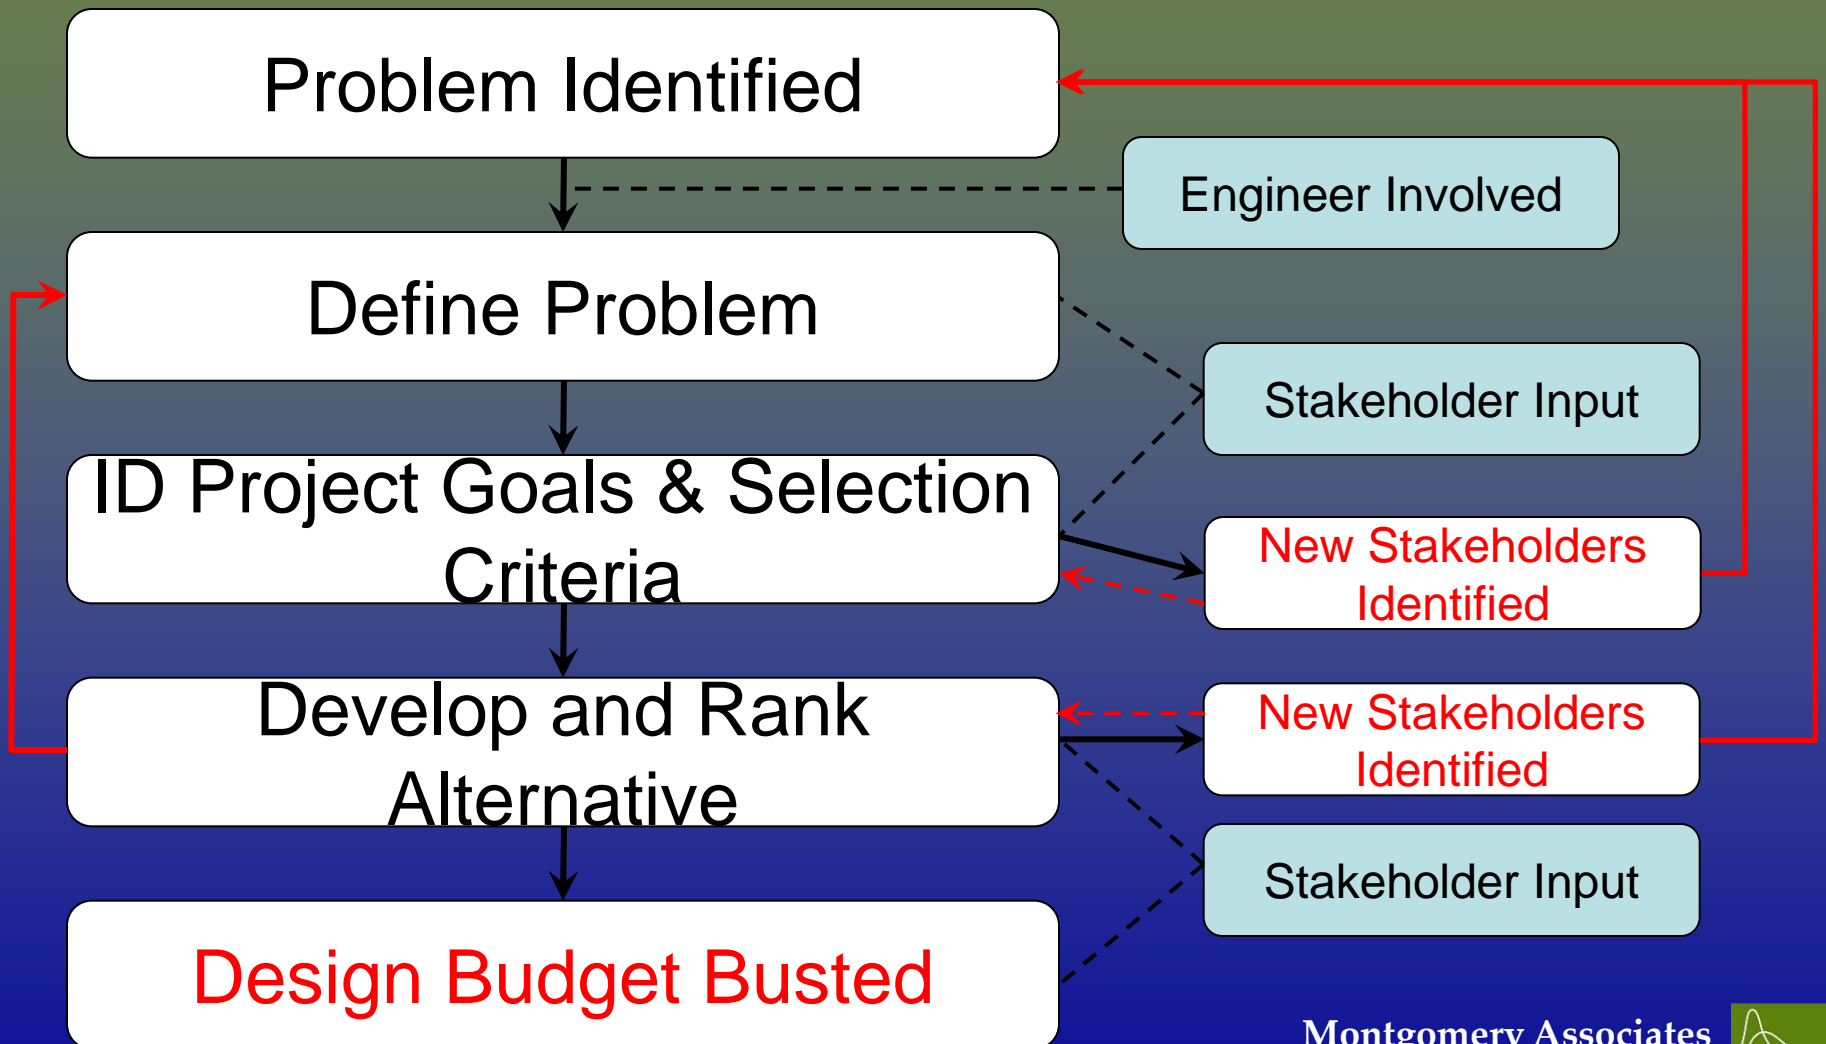 Problem Identified
Engineer Involved
Define Problem
Stakeholder Input
ID Project Goals & Selection
Criteria
New Stakeholders
Identified
Develop and Rank
Alternative
New Stakeholders
Identified
Stakeholder Input
Design Budget Busted
Montgomery Associates